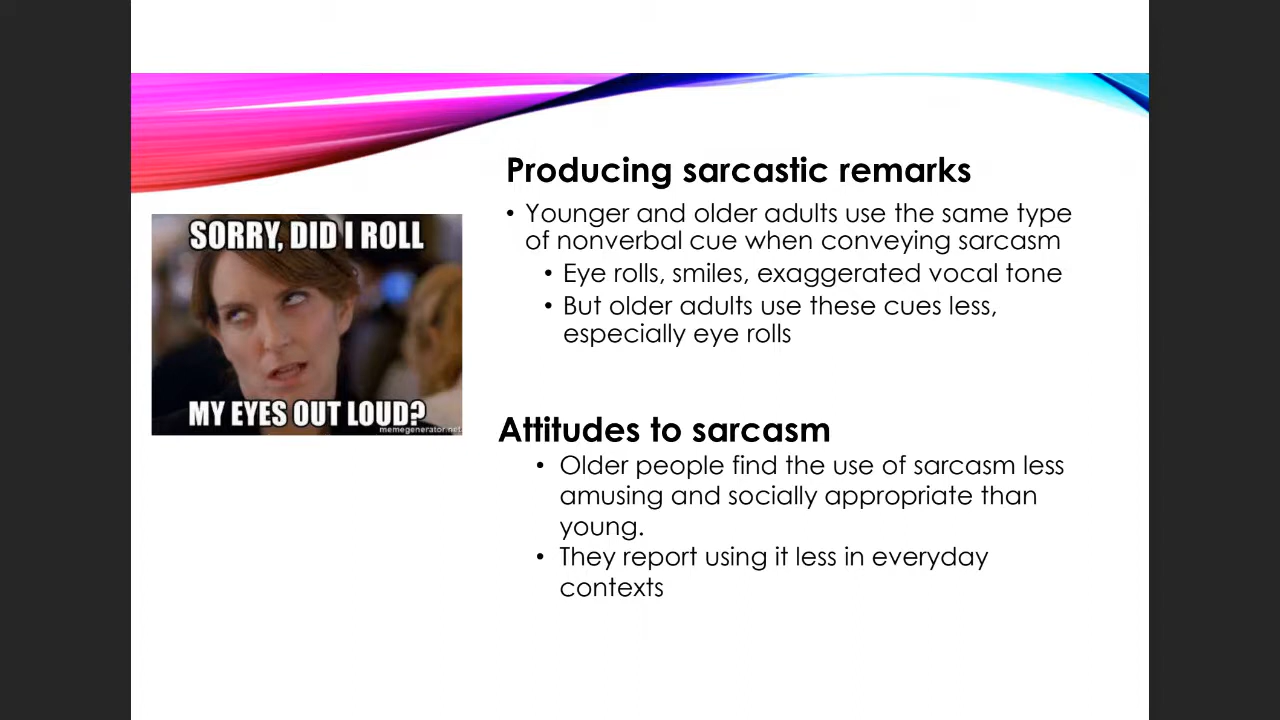 Producing sarcastic remarks
• Younger and older adults use the same type
of nonverbal cue when conveying sarcasm
• Eye rolls, smiles, exaggerated vocal tone
• But older adults use these cues less,
especially eye rolls
SORRY, DID I ROLL
MY EYES OUT LOUD?
memegenerator.net
Attitudes to sarcasm
• Older people find the use of sarcasm less
amusing and socially appropriate than
young.
• They report using it less in everyday
contexts